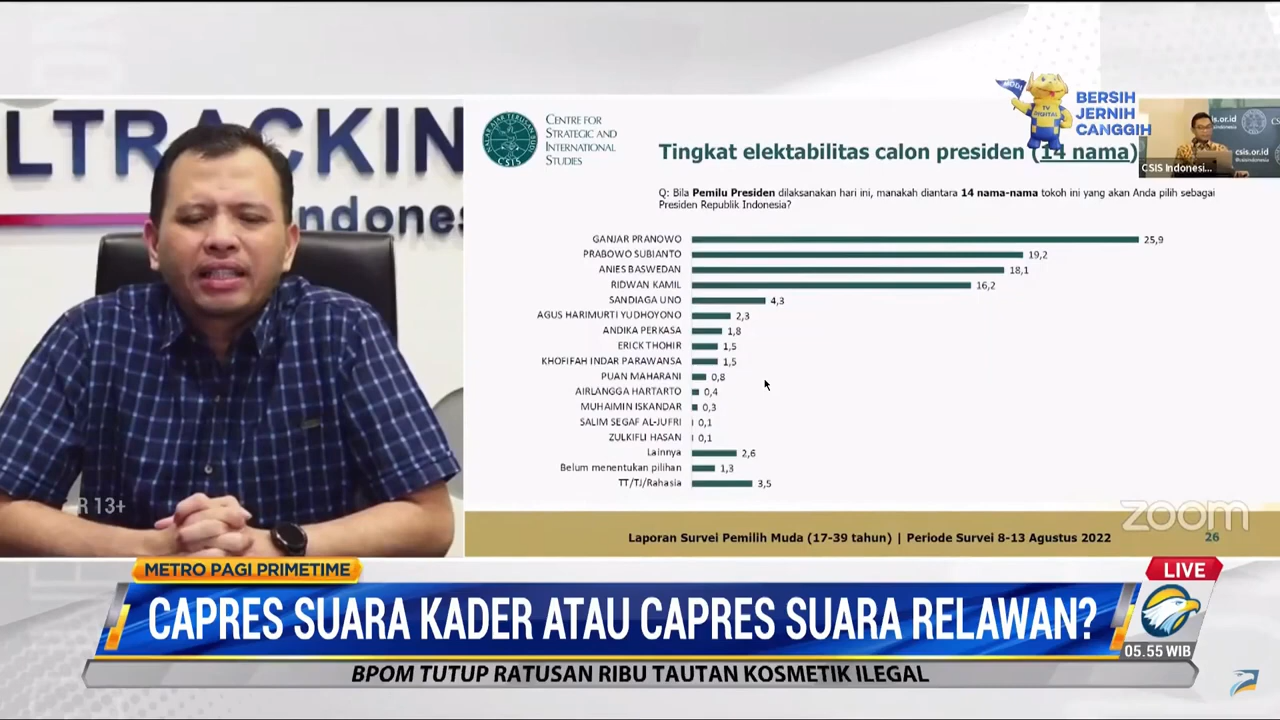 LTRACKIN
ndones
R 13+
CENTRE FOR
STRATEGIC AND
INTERNATIONAL
STUDIES
CSIS
TV
DIGITAL
BERSIH
JERNIH
CANGGIH
csis.or.id
CSIS Indonesi...
Tingkat elektabilitas calon presiden (14 nama)
Q: Bila Pemilu Presiden dilaksanakan hari ini, manakah diantara 14 nama-nama tokoh ini yang akan Anda pilih sebagai
Presiden Republik Indonesia?
GANJAR PRANOWO 25,9
PRABOWO SUBIANTO 19,2
ANIES BASWEDAN 18,1
RIDWAN KAMIL 16,2
SANDIAGA UNO 4,3
AGUS HARIMURTI YUDHOYONO 2,3
ANDIKA PERKASA 1,8
ERICK THOHIR 1,5
KHOFIFAH INDAR PARAWANSA 1,5
PUAN MAHARANI 0,8
AIRLANGGA HARTARTO 0,4
MUHAIMIN ISKANDAR 0,3
SALIM SEGAF AL-JUFRI 0,1
ZULKIFLI HASAN 0,1
Lainnya 2,6
Belum menentukan pilihan 1,3
TT/TJ/Rahasia 3,5
zoom
Laporan Survei Pemilih Muda (17-39 tahun) | Periode Survei 8-13 Agustus 2022 26
METRO PAGI PRIMETIME
LIVE
CAPRES SUARA KADER ATAU CAPRES SUARA RELAWAN?
05.55 WIB
BPOM TUTUP RATUSAN RIBU TAUTAN KOSMETIK ILEGAL